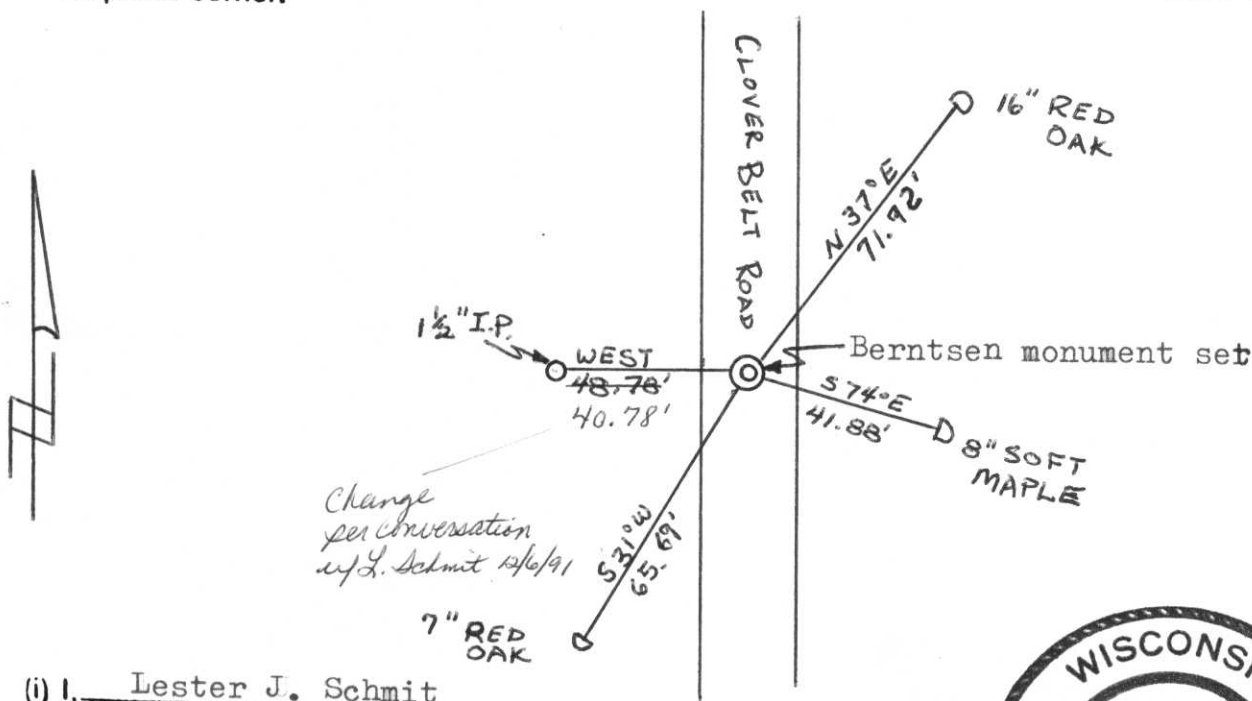 corner.
CLOVER BELT ROAD
16" RED
OAK
N 37°E
71.92'
1½" I.P.
WEST
48.78'
40.78'
Berntsen monument set
S 74°E
41.88'
8" SOFT
MAPLE
Change
per conversation
w/ L. Schmit 12/6/91
S 31°W
65.69'
7" RED
OAK
(i) I, Lester J. Schmit
WISCONS